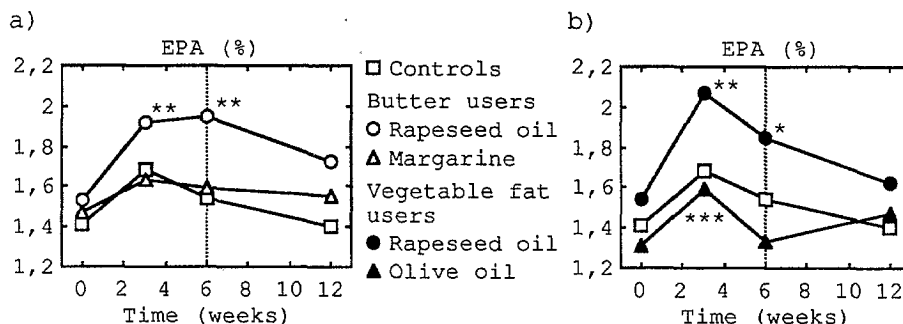 a)
EPA (%)
2,2
2
1,8
1,6
1,4
1,2
** **
0 2 4 6 8 10 12
Time (weeks)
Controls
Butter users
Rapeseed oil
Margarine
Vegetable fat
users
Rapeseed oil
Olive oil
b)
EPA (%)
2,2
2
1,8
1,6
1,4
1,2
**
*
***
0 2 4 6 8 10 12
Time (weeks)